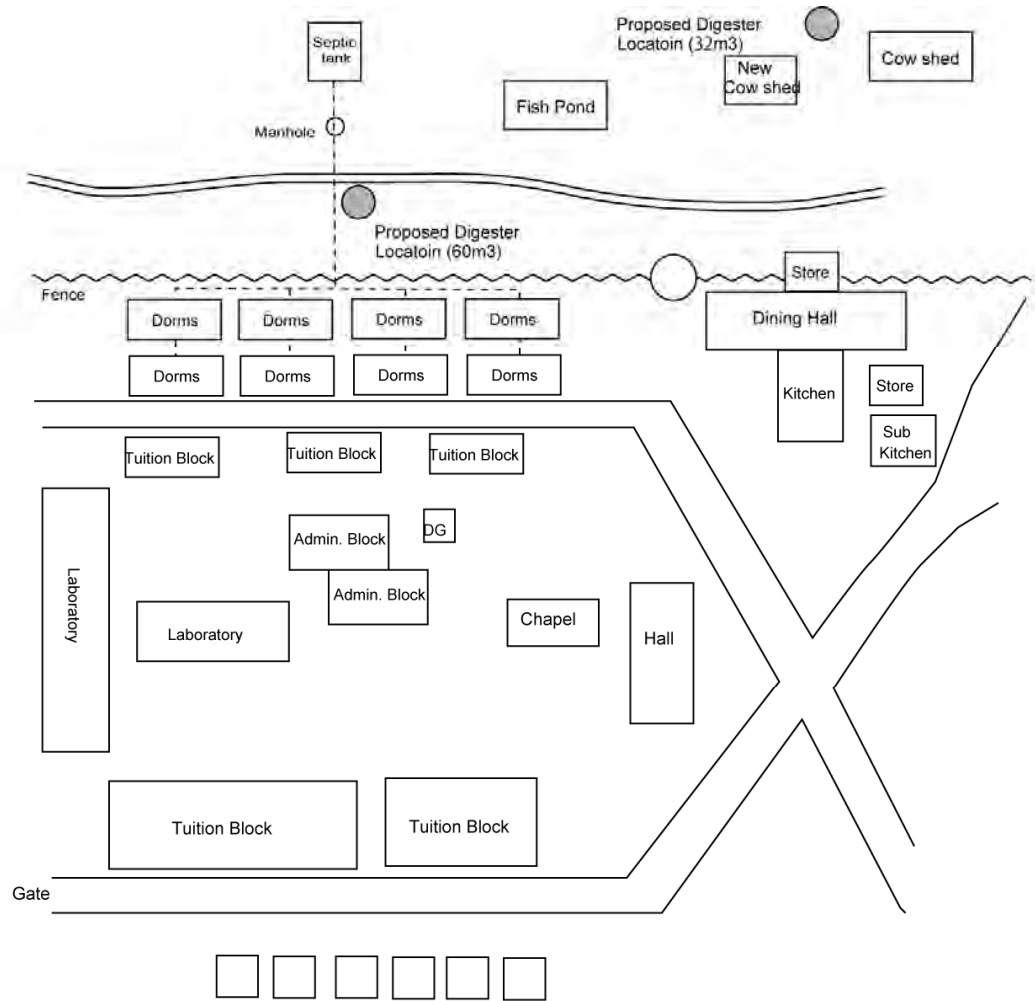 Proposed Digester
Locatoin (32m3)
Septic
tank
Cow shed
New
Cow shed
Fish Pond
Manhole
Proposed Digester
Locatoin (60m3)
Fence
Store
Dorms
Dorms
Dorms
Dorms
Dining Hall
Dorms
Dorms
Dorms
Dorms
Kitchen
Store
Sub
Kitchen
Tuition Block
Tuition Block
Tuition Block
DG
Admin. Block
Admin. Block
Laboratory
Laboratory
Chapel
Hall
Tuition Block
Tuition Block
Gate